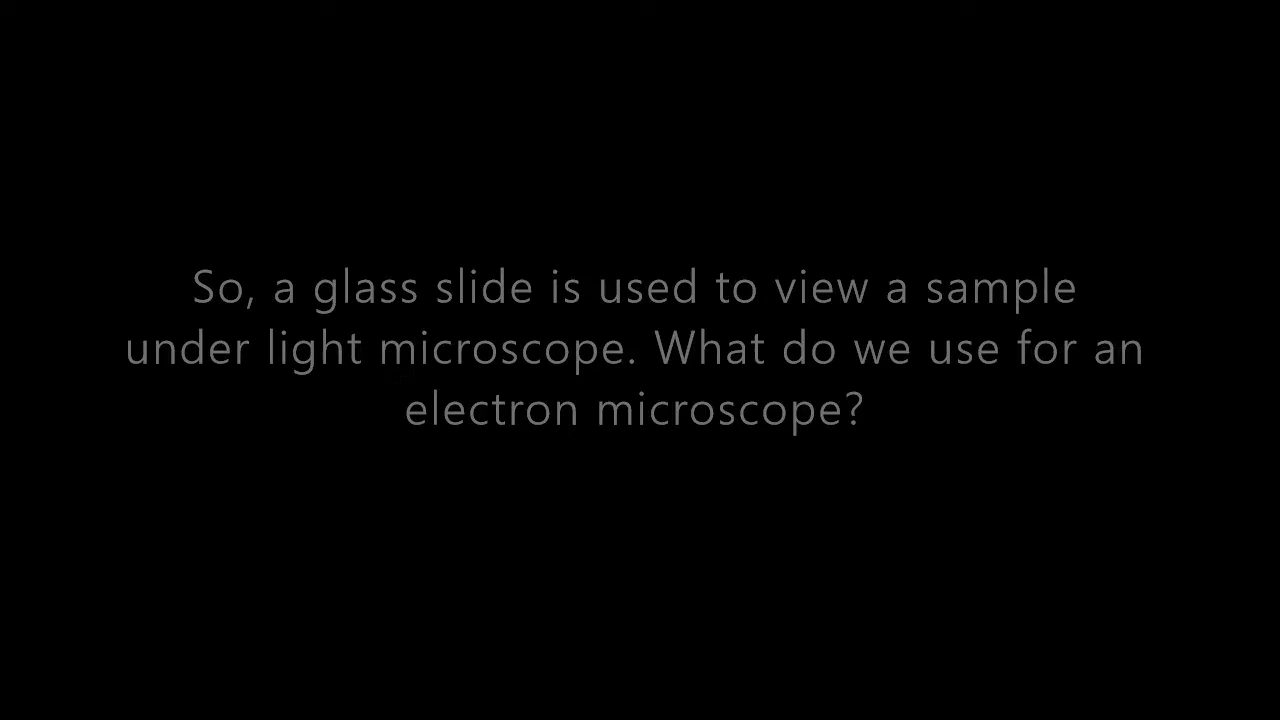 So, a glass slide is used to view a sample
under light microscope. What do we use for an
electron microscope?